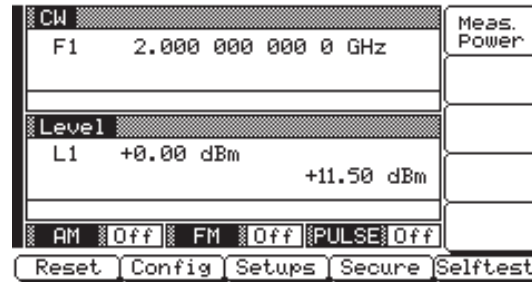 CW
F1 2.000 000 000 0 GHz
Meas.
Power
Level
L1 +0.00 dBm
+11.50 dBm
AM Off FM Off PULSE Off
Reset Config Setups Secure Selftest